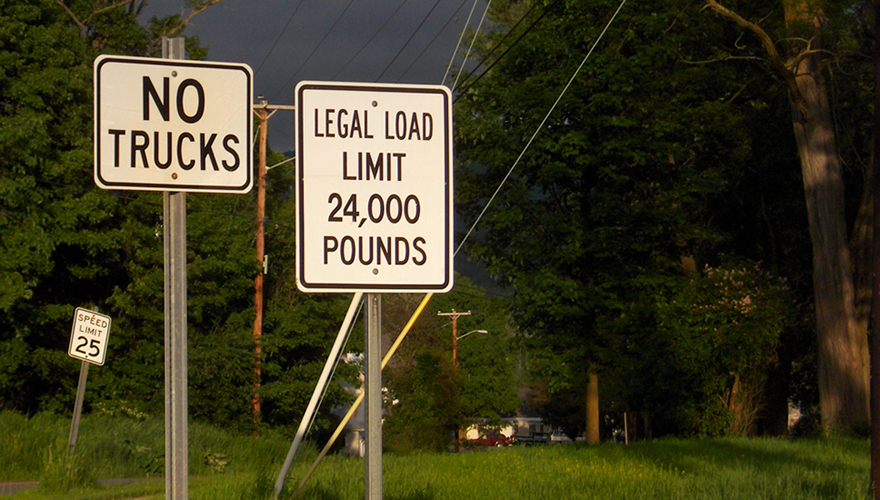 NO
TRUCKS
LEGAL LOAD
LIMIT
24,000
POUNDS
SPEED
LIMIT
25